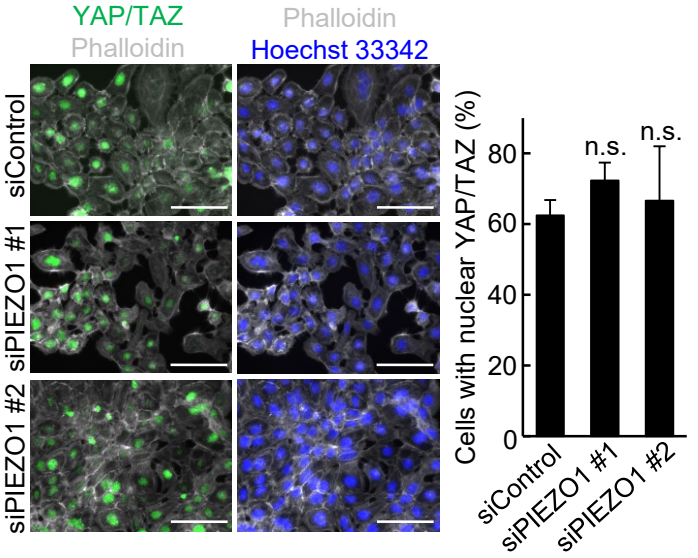 YAP/TAZ
Phalloidin
Phalloidin
Hoechst 33342
siControl
siPIEZO1 #1
siPIEZO1 #2
Cells with nuclear YAP/TAZ (%)
80
60
40
20
0
n.s.
n.s.
siControl
siPIEZO1 #1
siPIEZO1 #2